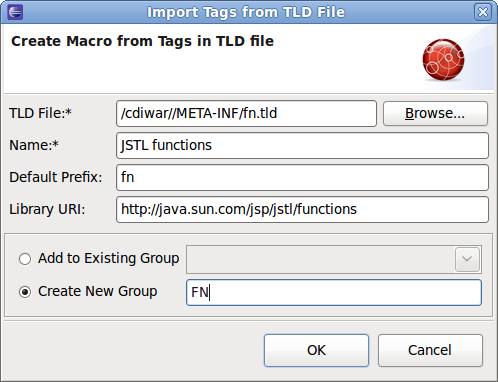 Import Tags from TLD File
Create Macro from Tags in TLD file
TLD File:* /cdiwar//META-INF/fn.tld Browse...
Name:* JSTL functions
Default Prefix: fn
Library URI: http://java.sun.com/jsp/jstl/functions
Add to Existing Group
Create New Group FN
OK Cancel